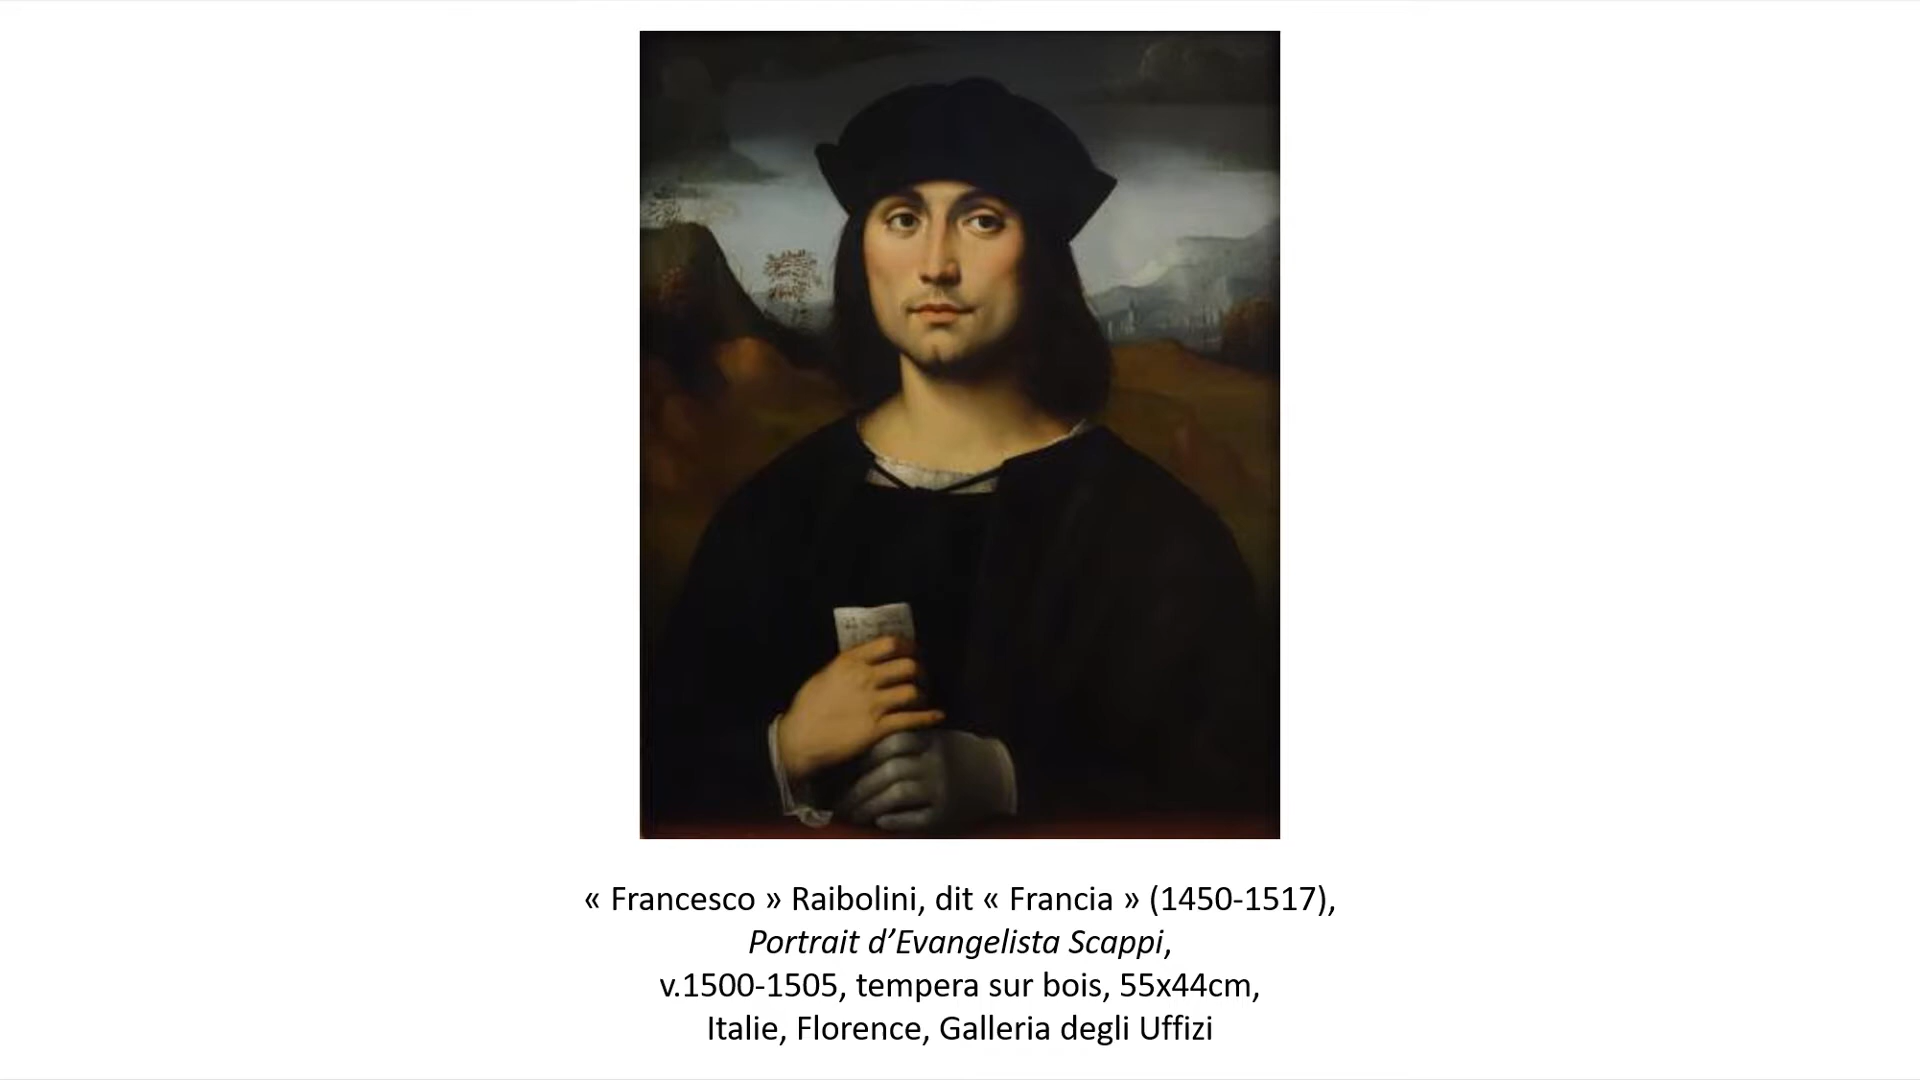 « Francesco » Raibolini, dit « Francia » (1450-1517),
Portrait d’Evangelista Scappi,
v.1500-1505, tempera sur bois, 55x44cm,
Italie, Florence, Galleria degli Uffizi